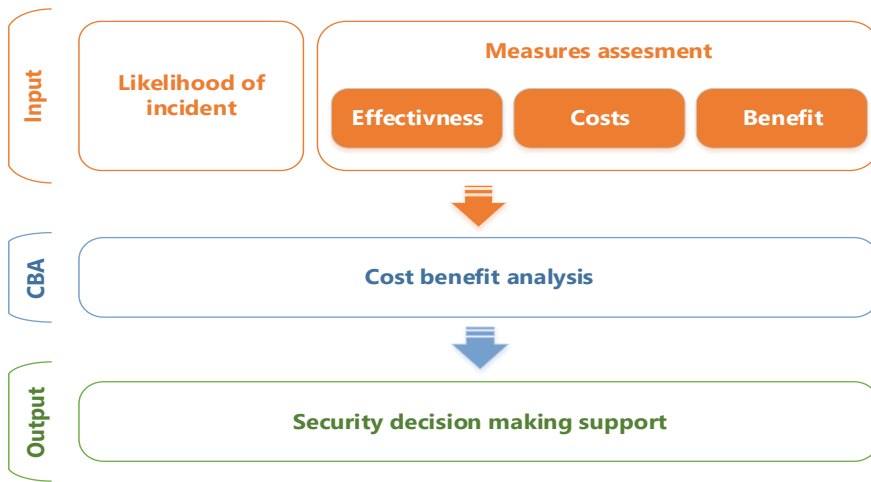 Input
Likelihood of
incident
Measures assesment
Effectivness
Costs
Benefit
CBA
Cost benefit analysis
Output
Security decision making support